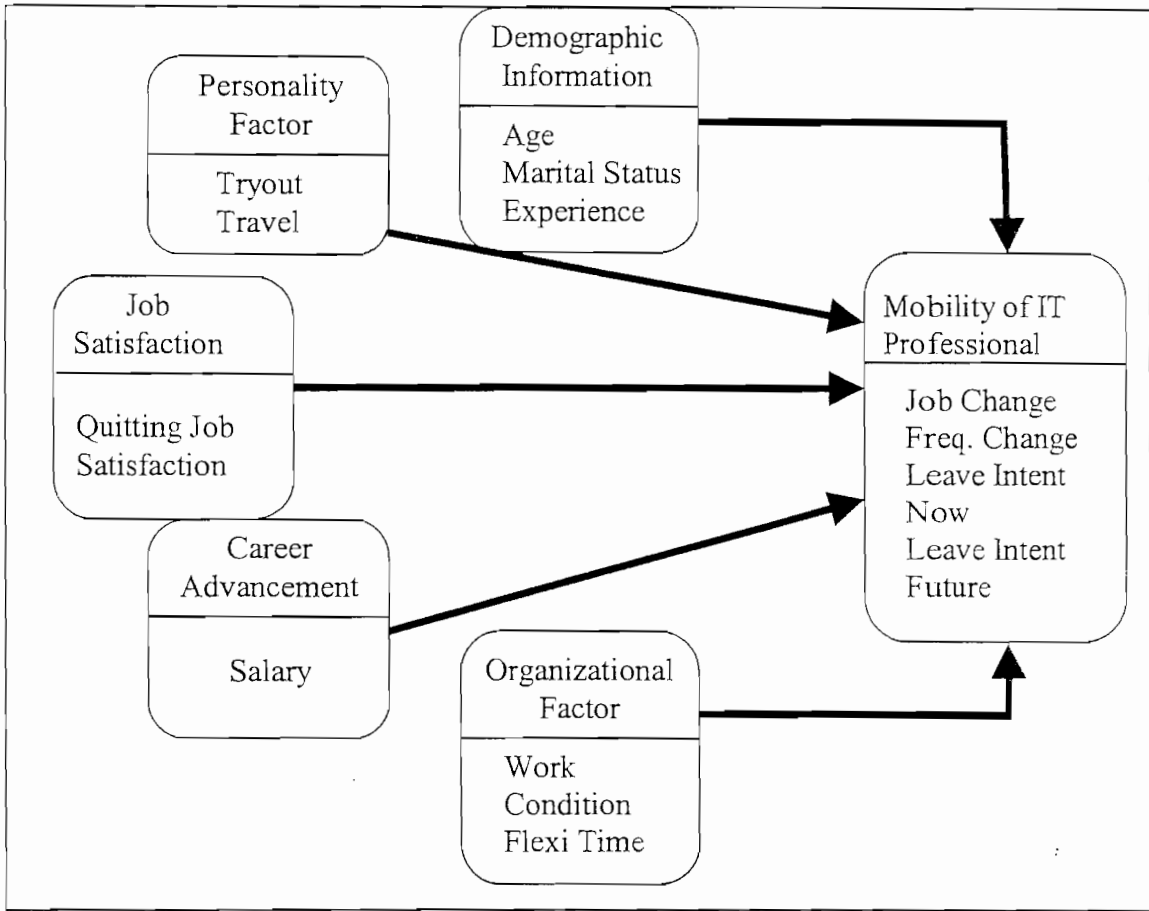 Demographic
Information
Age
Marital Status
Experience
Personality
Factor
Tryout
Travel
Job
Satisfaction
Quitting Job
Satisfaction
Career
Advancement
Salary
Organizational
Factor
Work
Condition
Flexi Time
Mobility of IT
Professional
Job Change
Freq. Change
Leave Intent
Now
Leave Intent
Future